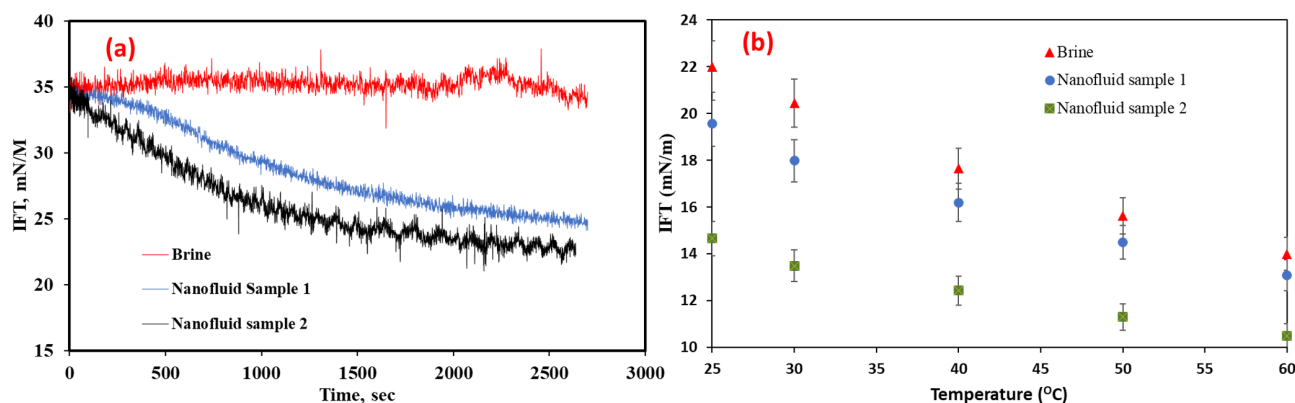 (a)
40
35
30
25
20
15
IFT, mN/M
Brine
Nanofluid Sample 1
Nanofluid sample 2
0 500 1000 1500 2000 2500 3000
Time, sec
(b)
24
22
20
18
16
14
12
10
IFT (mN/m)
Brine
Nanofluid sample 1
Nanofluid sample 2
25 30 35 40 45 50 55 60
Temperature (OC)